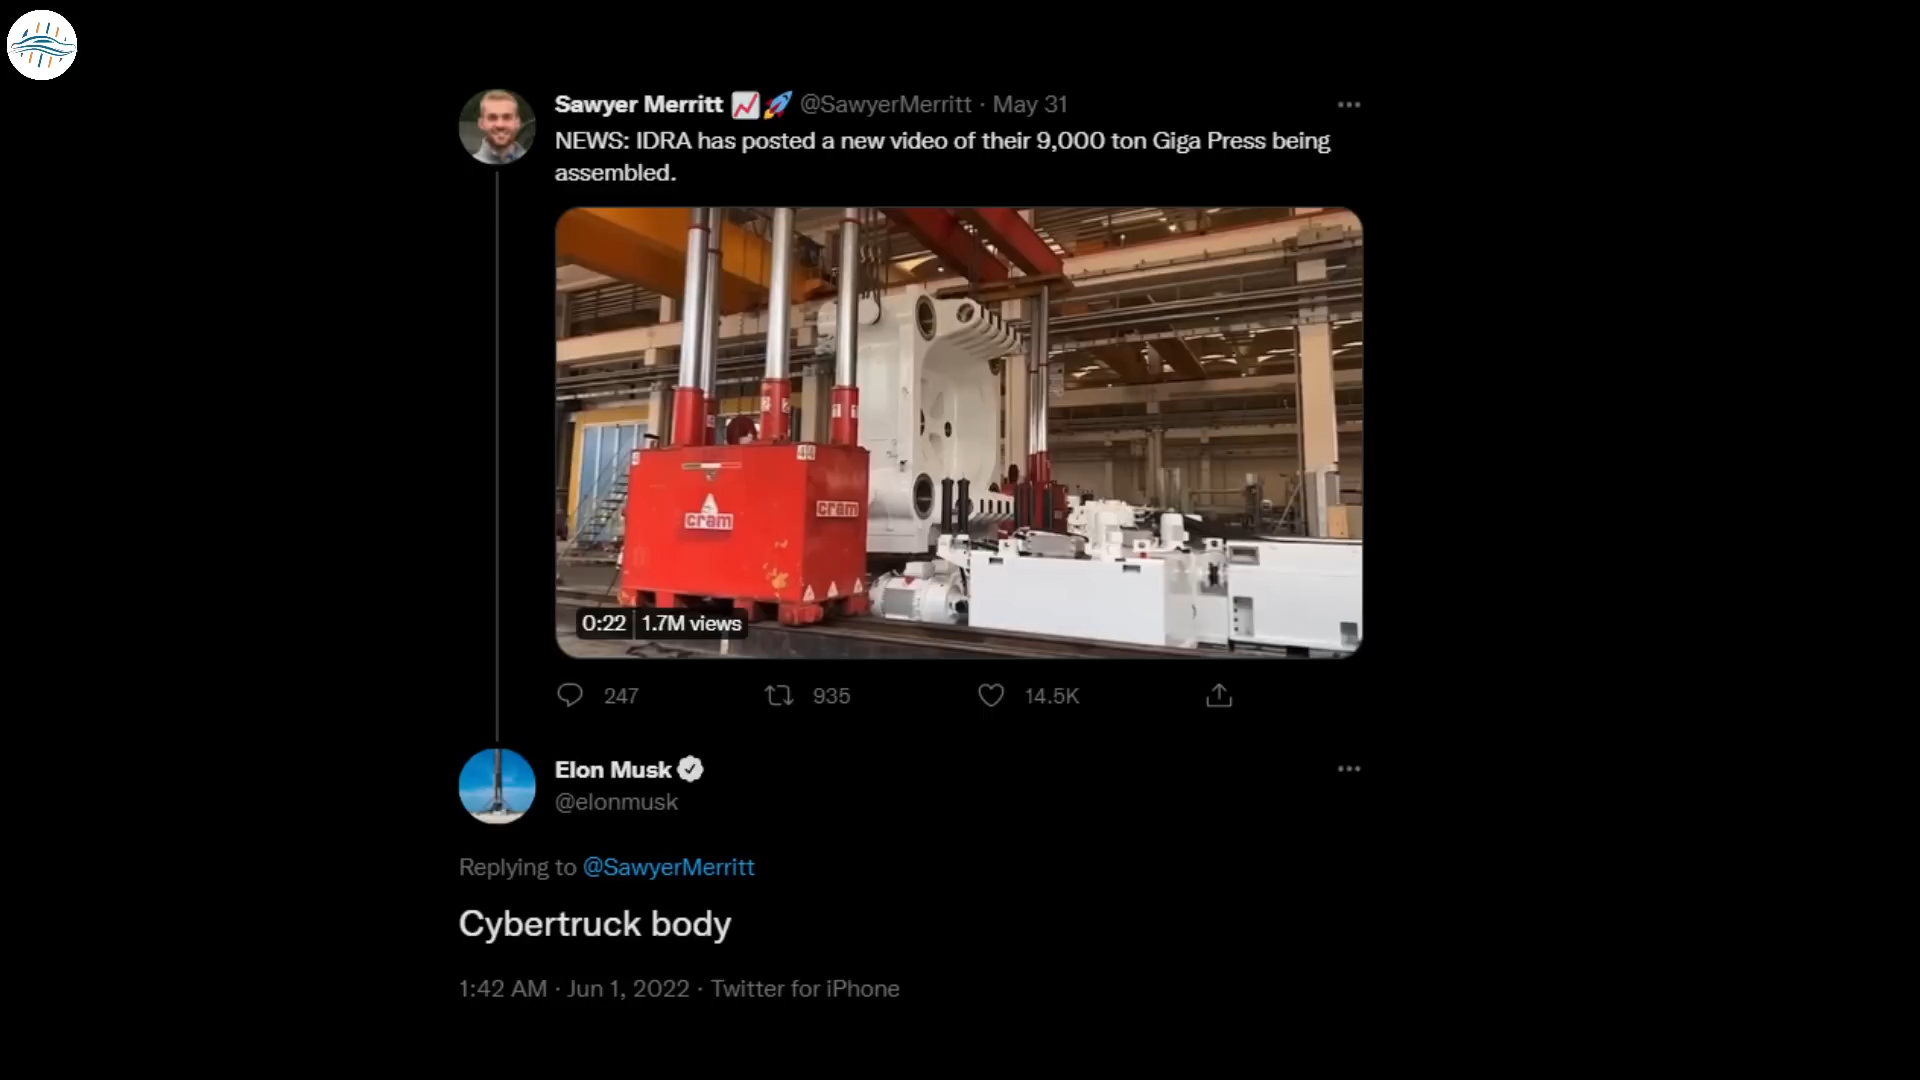 Sawyer Merritt 📈🚀 @SawyerMerritt · May 31
NEWS: IDRA has posted a new video of their 9,000 ton Giga Press being
assembled.
cram
cram
0:22 1.7M views
247 935 14.5K
Elon Musk
@elonmusk
Replying to @SawyerMerritt
Cybertruck body
1:42 AM · Jun 1, 2022 · Twitter for iPhone